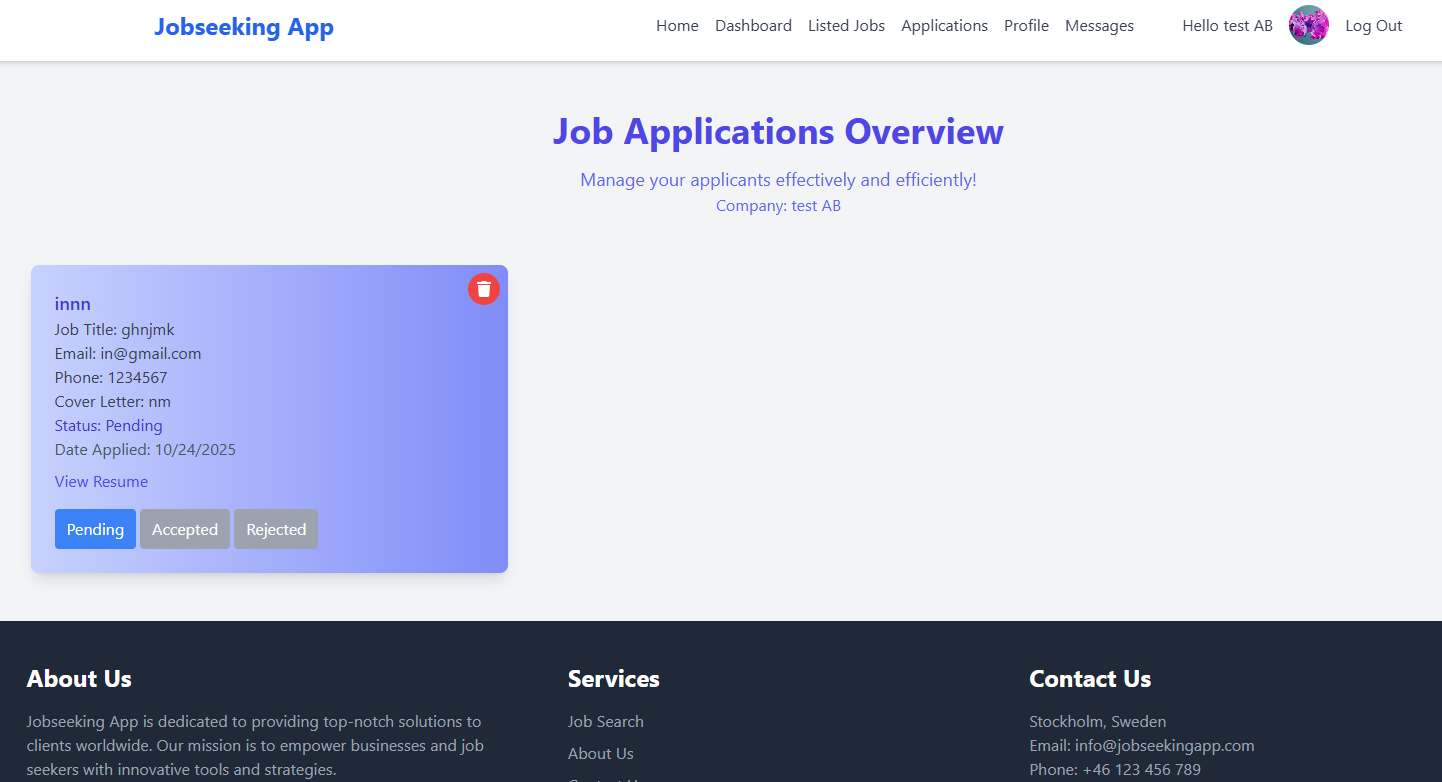 Jobseeking App
Home Dashboard Listed Jobs Applications Profile Messages Hello test AB Log Out
Job Applications Overview
Manage your applicants effectively and efficiently!
Company: test AB
innn
Job Title: ghnjmk
Email: in@gmail.com
Phone: 1234567
Cover Letter: nm
Status: Pending
Date Applied: 10/24/2025
View Resume
Pending Accepted Rejected
About Us
Jobseeking App is dedicated to providing top-notch solutions to
clients worldwide. Our mission is to empower businesses and job
seekers with innovative tools and strategies.
Services
Job Search
About Us
Contact Us
Stockholm, Sweden
Email: info@jobseekingapp.com
Phone: +46 123 456 789